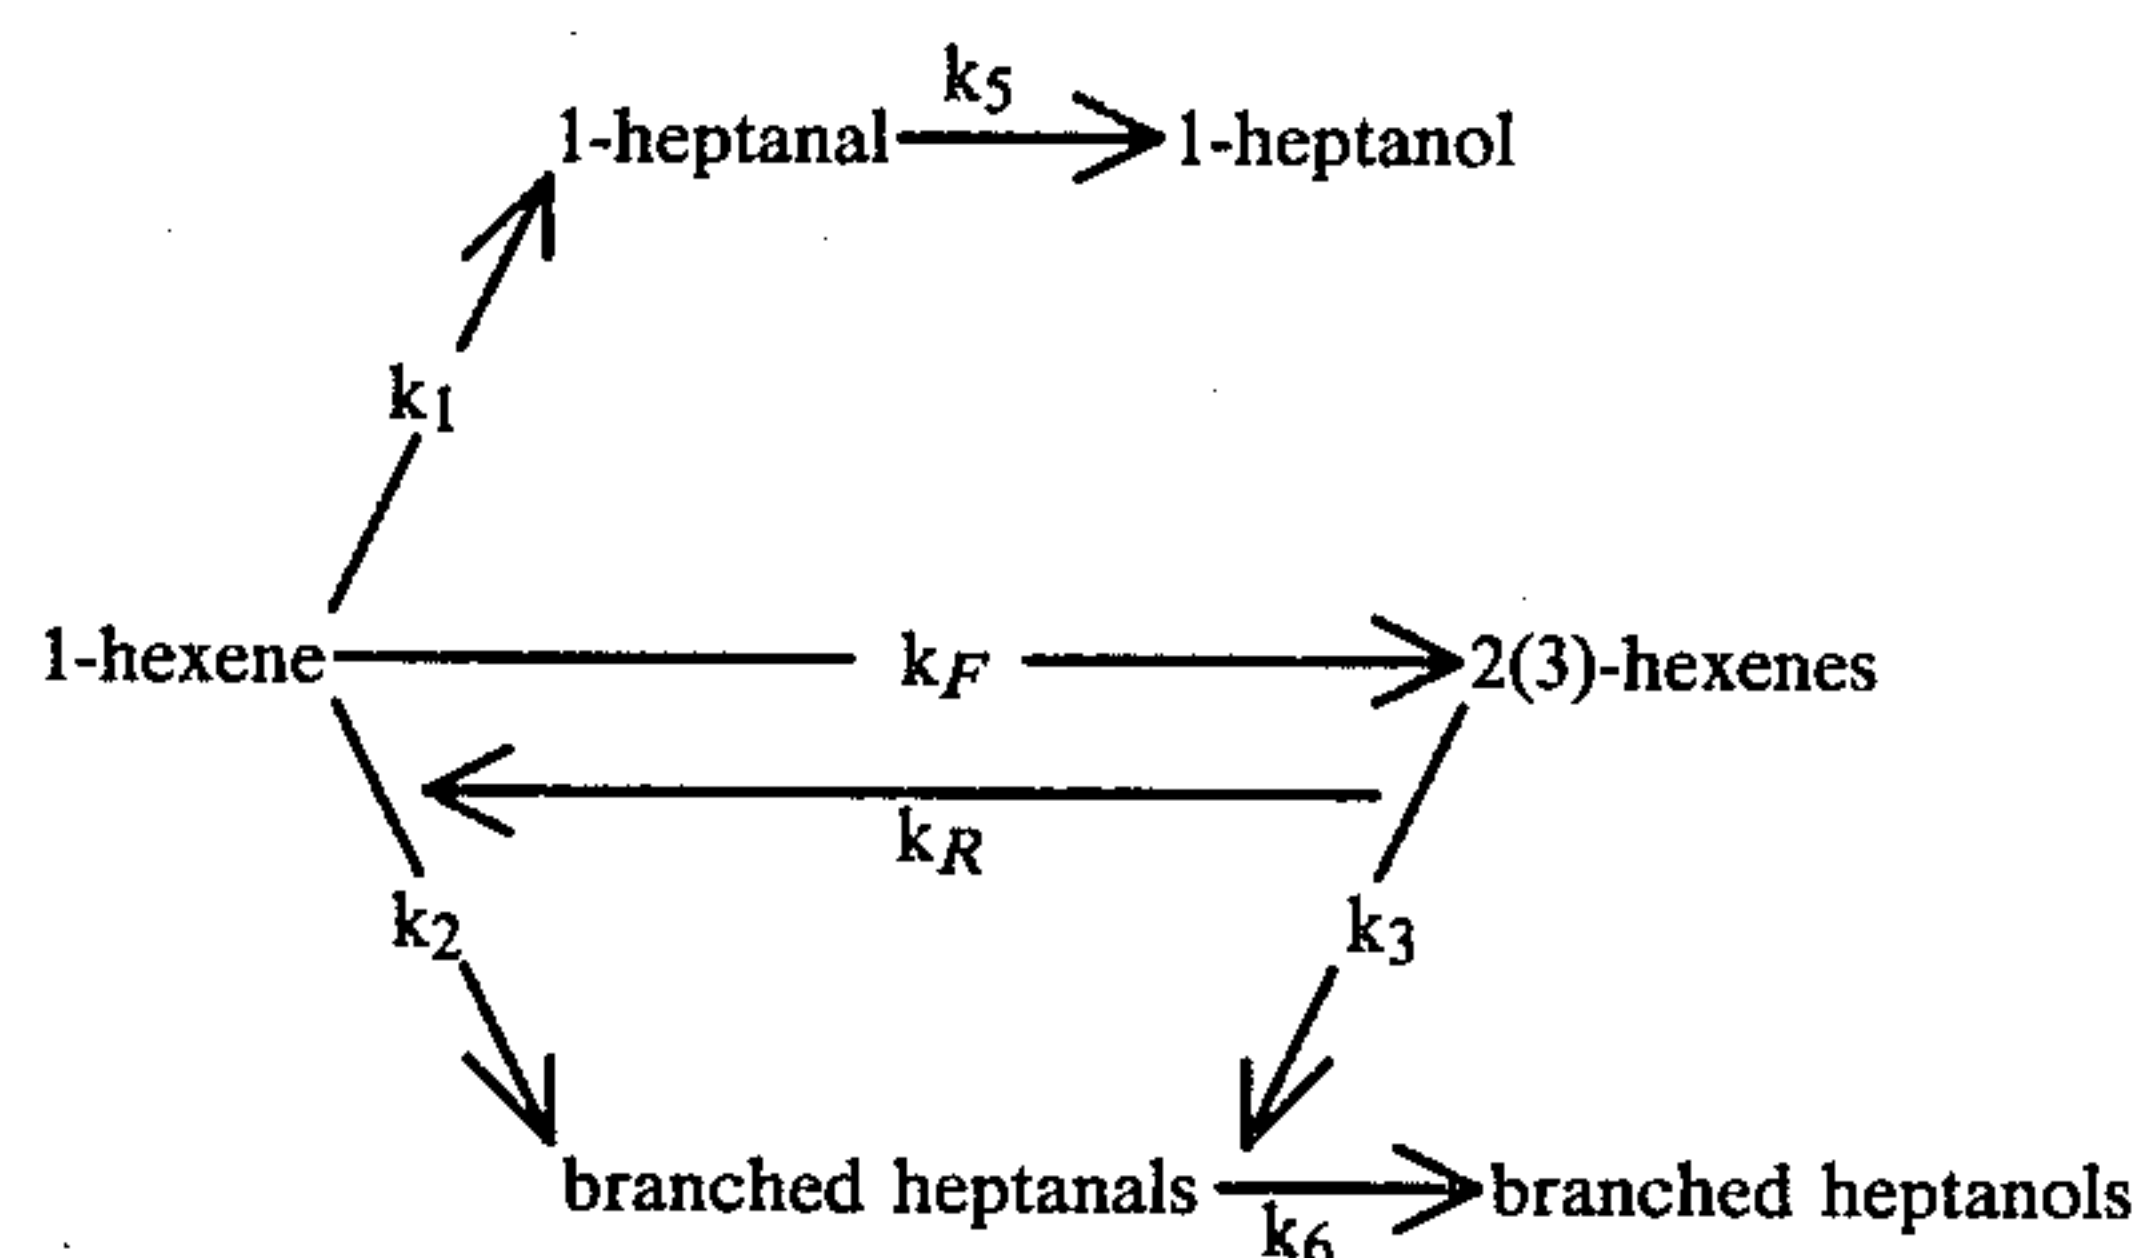 k5
1-heptanal 1-heptanol
k1
1-hexene kF 2(3)-hexenes
kR
k2 k3
branched heptanals branched heptanols
k6